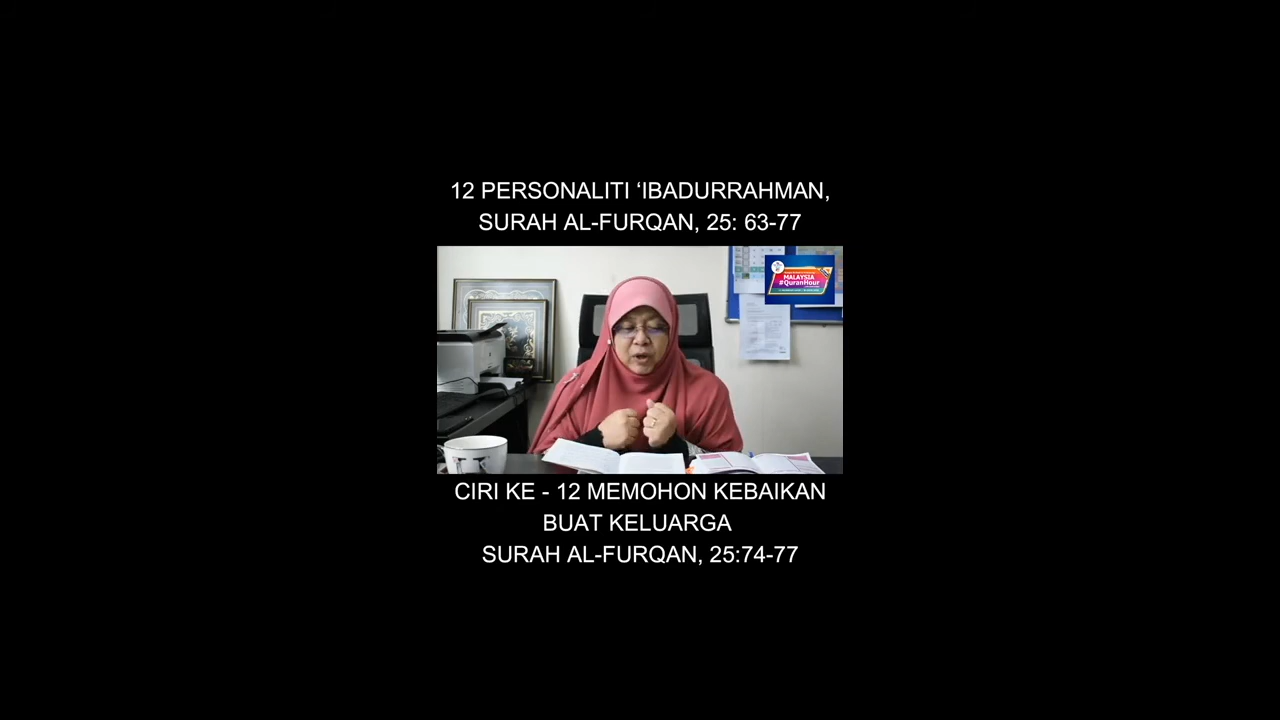 12 PERSONALITI ‘IBADURRAHMAN,
SURAH AL-FURQAN, 25: 63-77
MALAYSIA
#QuranHour
CIRI KE - 12 MEMOHON KEBAIKAN
BUAT KELUARGA
SURAH AL-FURQAN, 25:74-77